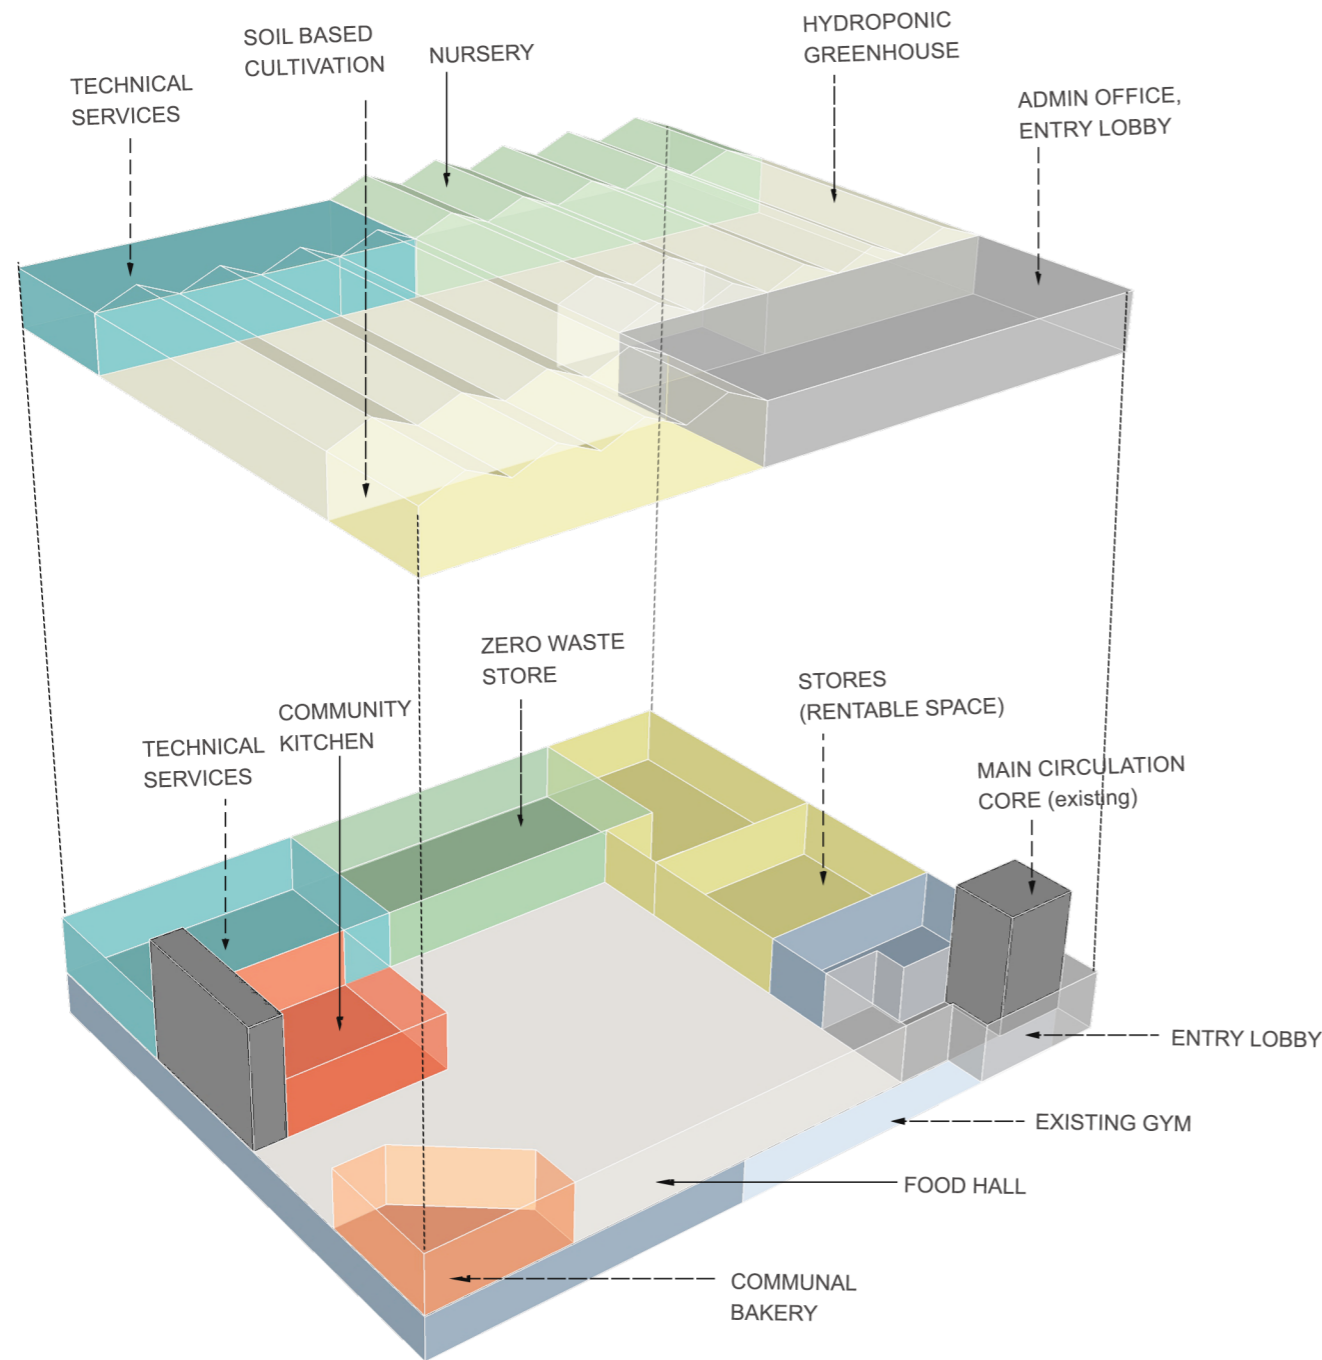 HYDROPONIC
GREENHOUSE
SOIL BASED
CULTIVATION
NURSERY
TECHNICAL
SERVICES
ADMIN OFFICE,
ENTRY LOBBY
ZERO WASTE
STORE
STORES
(RENTABLE SPACE)
COMMUNITY
KITCHEN
TECHNICAL
SERVICES
MAIN CIRCULATION
CORE (existing)
ENTRY LOBBY
EXISTING GYM
FOOD HALL
COMMUNAL
BAKERY